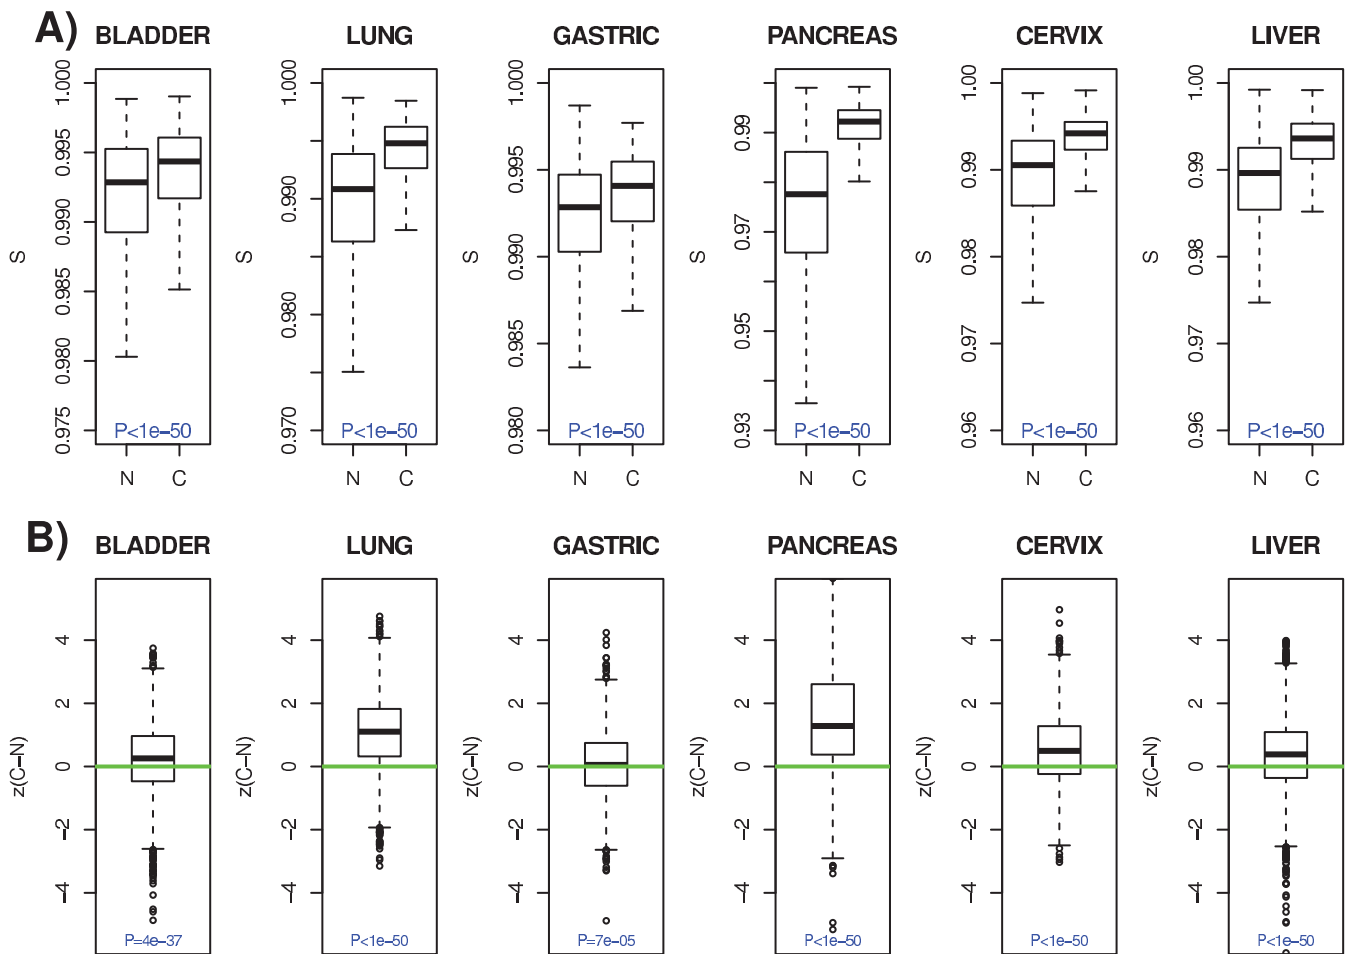 A)
BLADDER LUNG GASTRIC PANCREAS CERVIX LIVER
S 0.975 0.980 0.985 0.990 0.995 1.000
S 0.970 0.980 0.990 1.000
S 0.980 0.985 0.990 0.995 1.000
S 0.93 0.95 0.97 0.99
S 0.96 0.97 0.98 0.99 1.00
S 0.96 0.97 0.98 0.99 1.00
P<1e−50 P<1e−50 P<1e−50 P<1e−50 P<1e−50 P<1e−50
N C N C N C N C N C N C
B)
BLADDER LUNG GASTRIC PANCREAS CERVIX LIVER
z(C−N) −4 −2 0 2 4
z(C−N) −4 −2 0 2 4
z(C−N) −4 −2 0 2 4
z(C−N) −4 −2 0 2 4
z(C−N) −4 −2 0 2 4
z(C−N) −4 −2 0 2 4
P=4e−37 P<1e−50 P=7e−05 P<1e−50 P<1e−50 P<1e−50